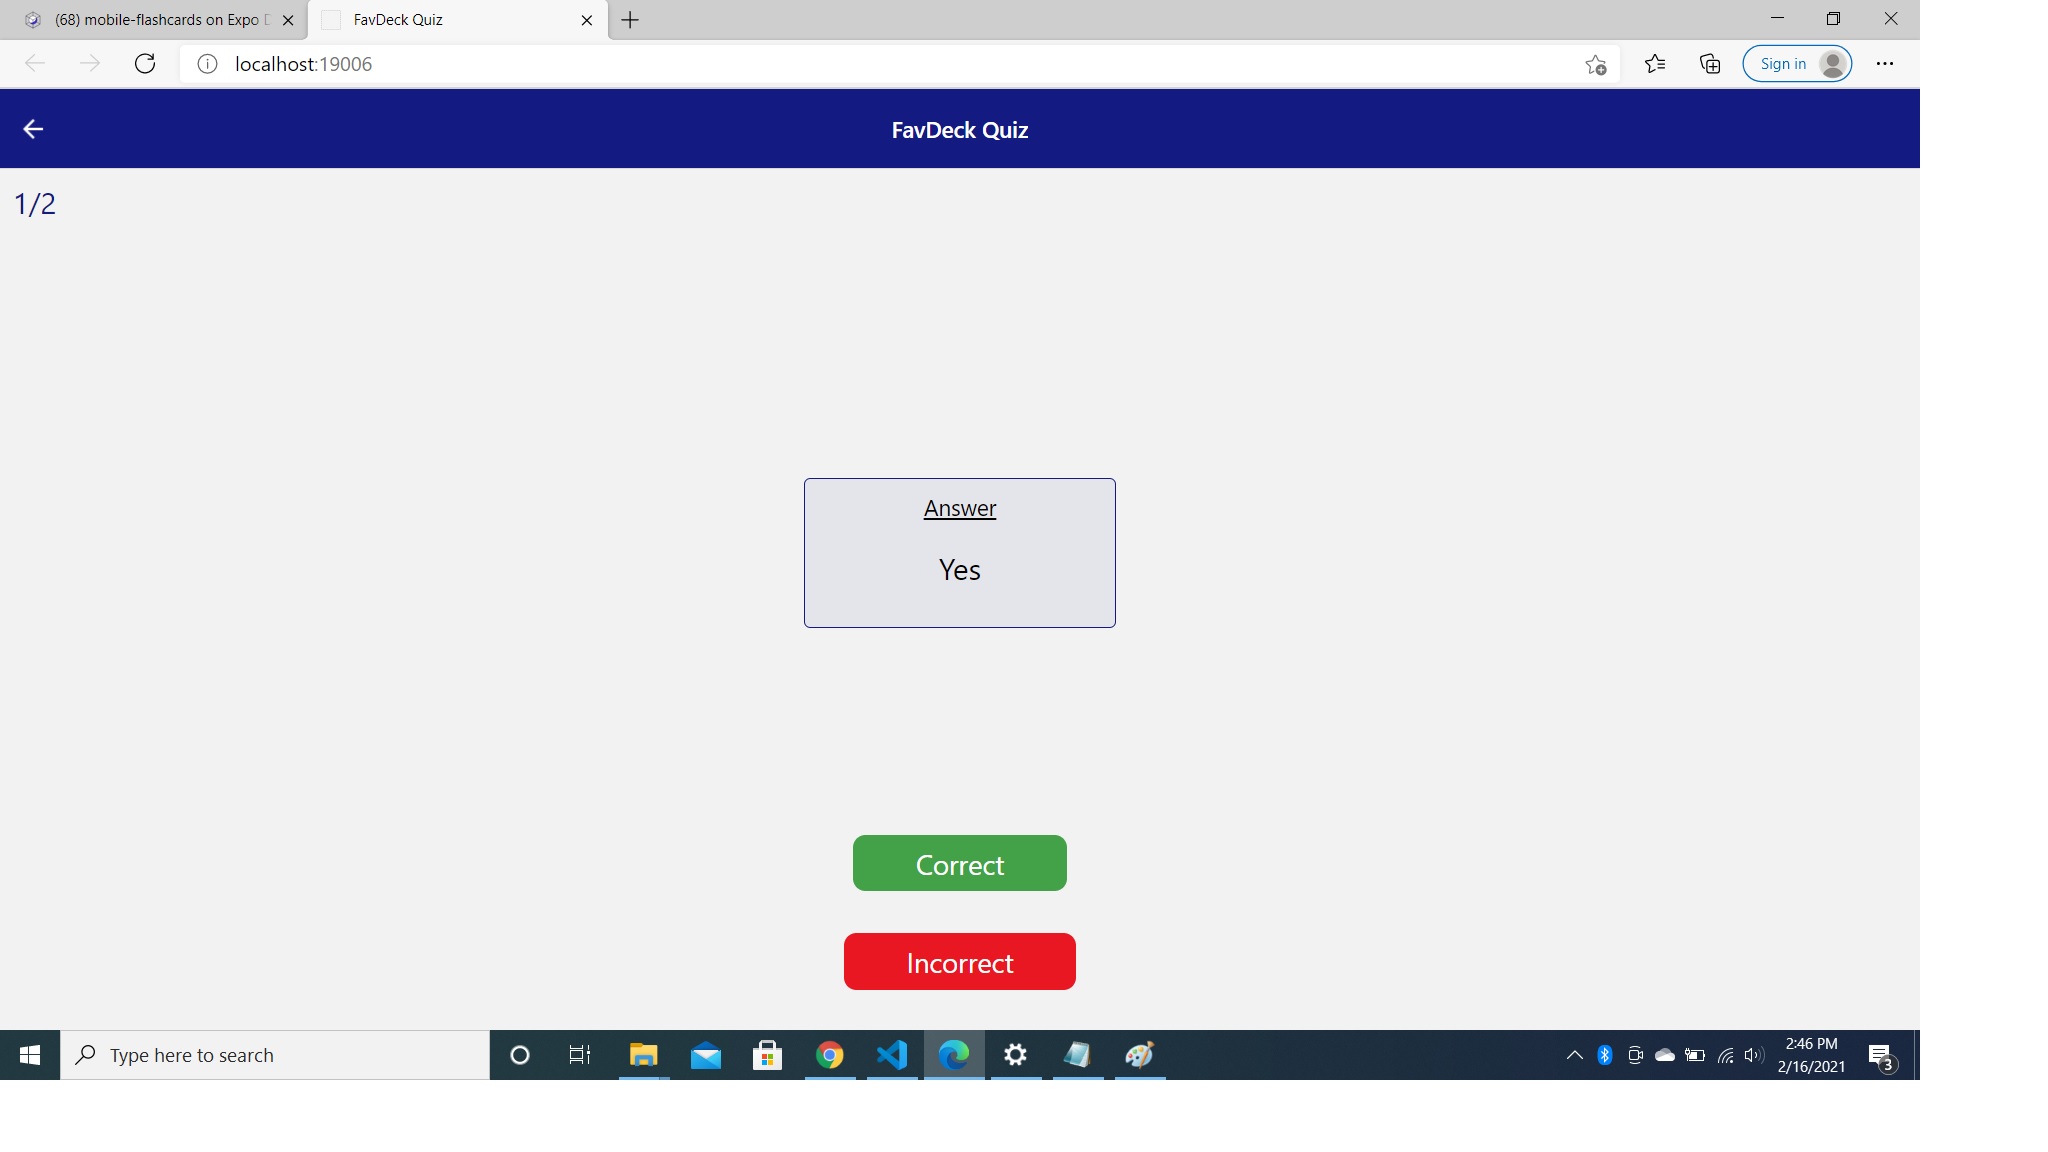 (68) mobile-flashcards on Expo
FavDeck Quiz
localhost:19006
Sign in
FavDeck Quiz
1/2
Answer
Yes
Correct
Incorrect
Type here to search
2:46 PM
2/16/2021
3